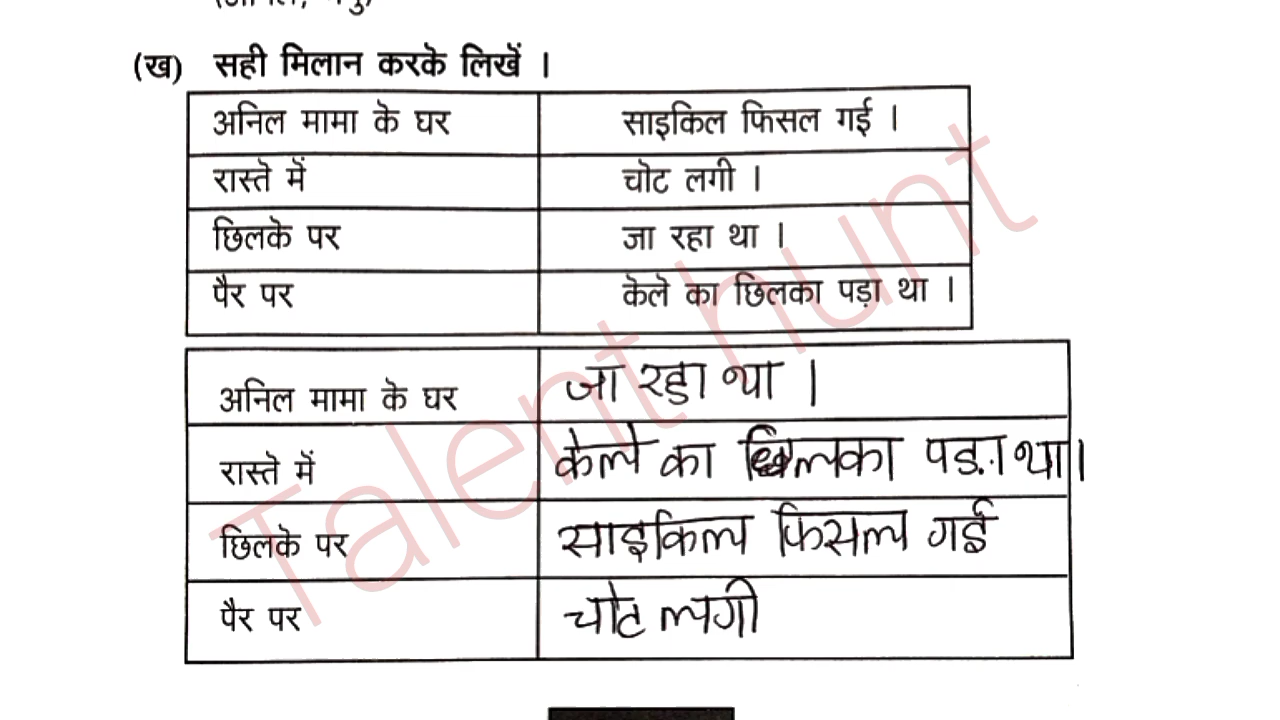 (ख) सही मिलान करके लिखें ।
अनिल मामा के घर साइकिल फिसल गई ।
रास्ते में चोट लगी ।
छिलके पर जा रहा था ।
पैर पर केले का छिलका पड़ा था ।
अनिल मामा के घर जा रहा था ।
रास्ते में केले का छिलका पड़ा था।
छिलके पर साइकिल फिसल गई
पैर पर चोट लगी
Talent hunt